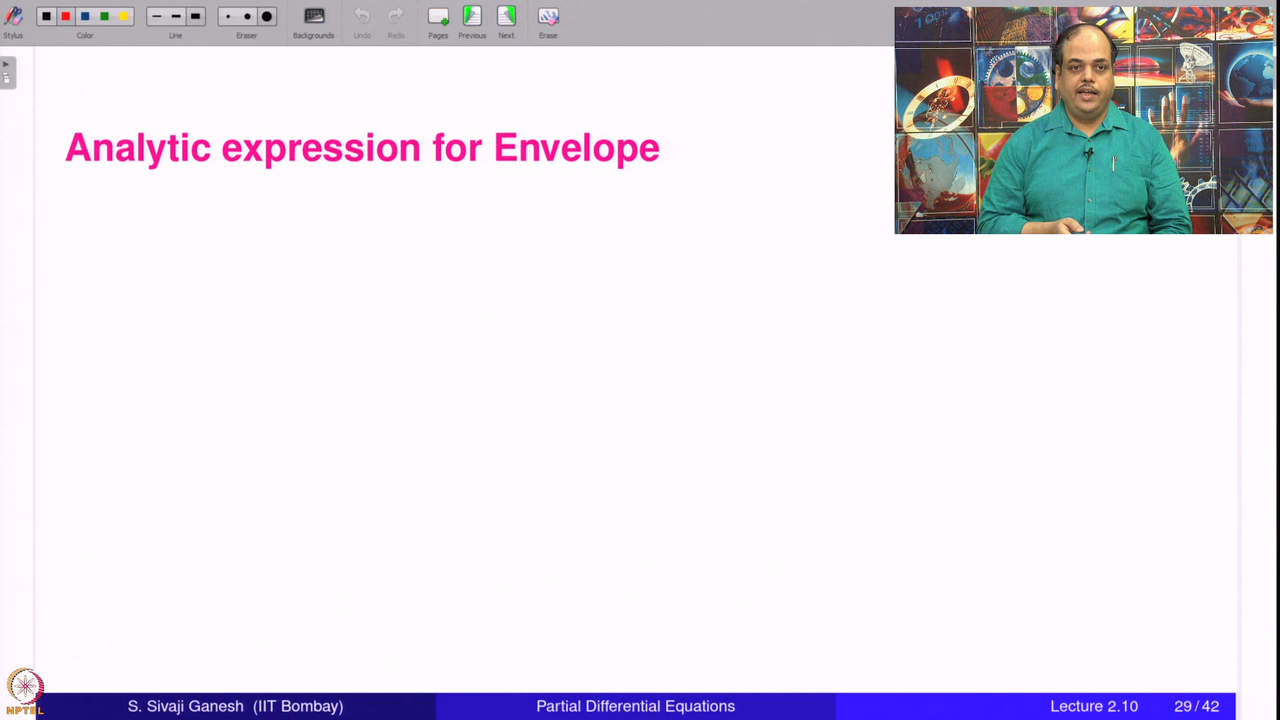 Stylus
Color
Line
Eraser
Backgrounds
Undo
Redo
Pages
Previous
Next
Erase
Analytic expression for Envelope
NPTEL
S. Sivaji Ganesh (IIT Bombay)
Partial Differential Equations
Lecture 2.10
29 / 42